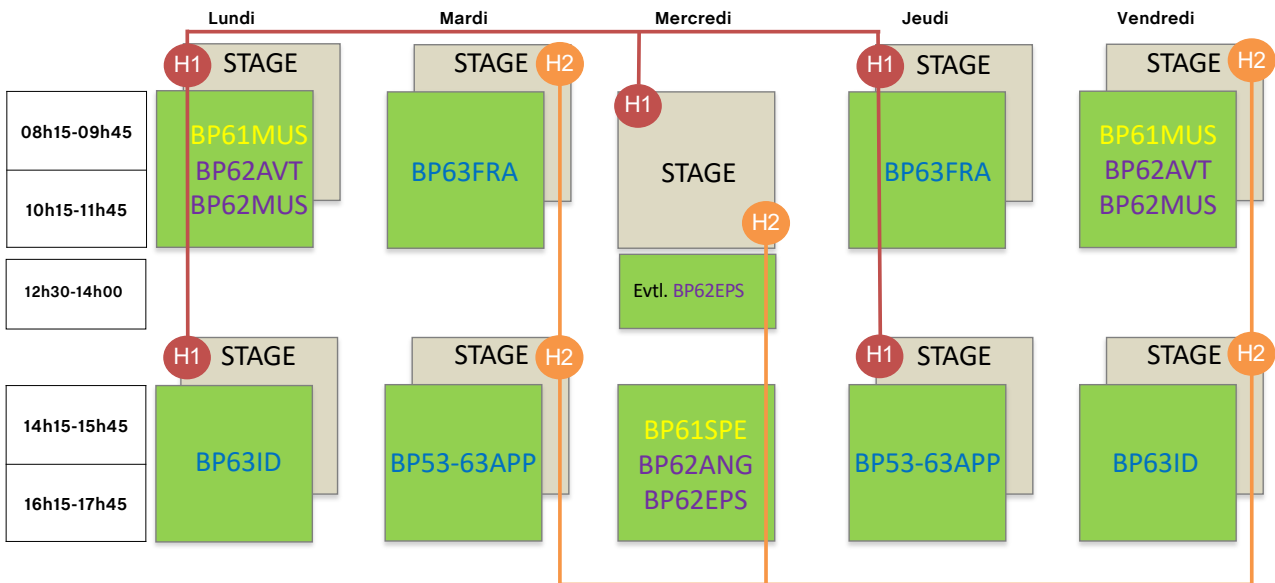 Lundi Mardi Mercredi Jeudi Vendredi
H1 STAGE STAGE H2 H1 STAGE STAGE H2
H1
08h15-09h45
10h15-11h45
BP61MUS
BP62AVT
BP62MUS
BP63FRA
STAGE
H2
BP63FRA
BP61MUS
BP62AVT
BP62MUS
12h30-14h00
Evtl. BP62EPS
H1 STAGE STAGE H2 H1 STAGE STAGE H2
14h15-15h45
16h15-17h45
BP63ID
BP53-63APP
BP61SPE
BP62ANG
BP62EPS
BP53-63APP
BP63ID